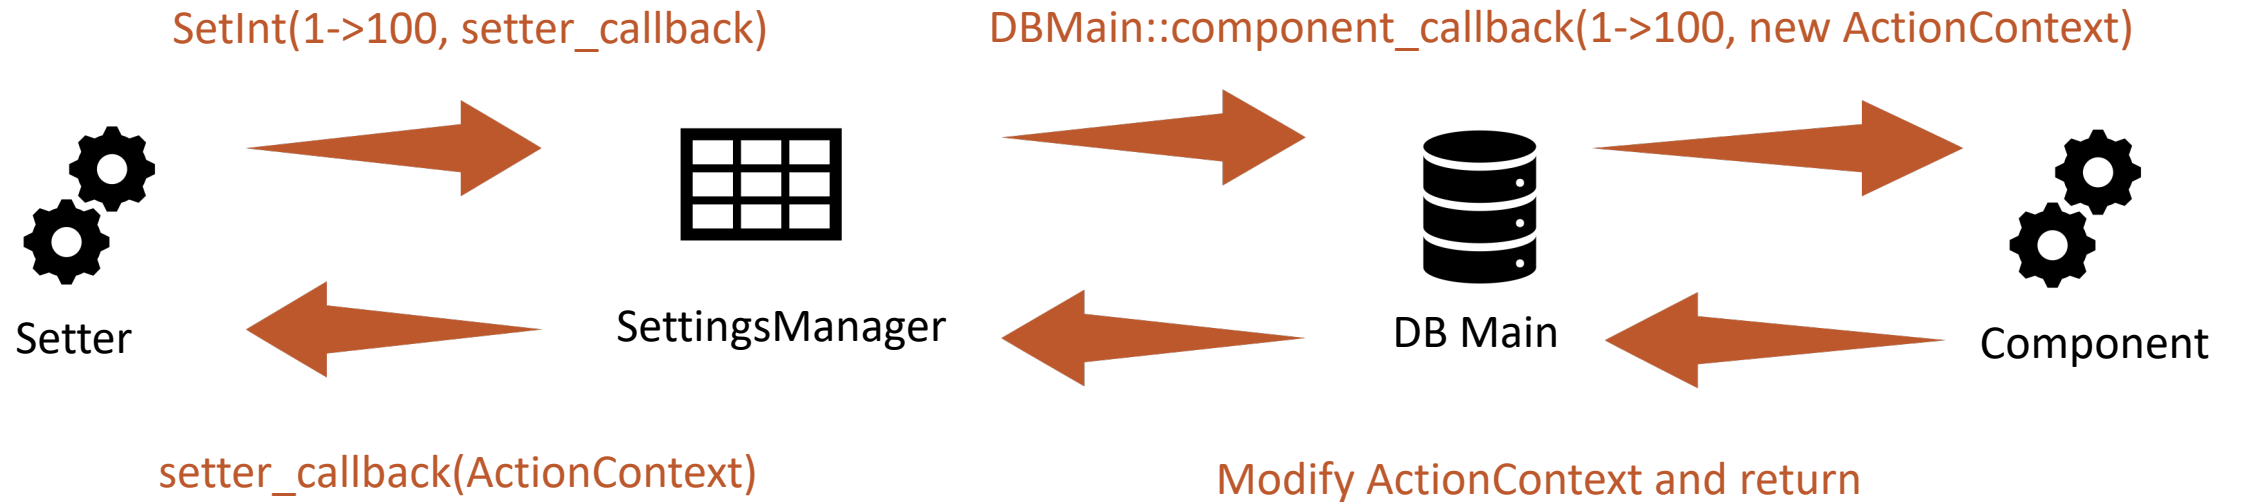 SetInt(1->100, setter_callback)
DBMain::component_callback(1->100, new ActionContext)
Setter
SettingsManager
DB Main
Component
setter_callback(ActionContext)
Modify ActionContext and return